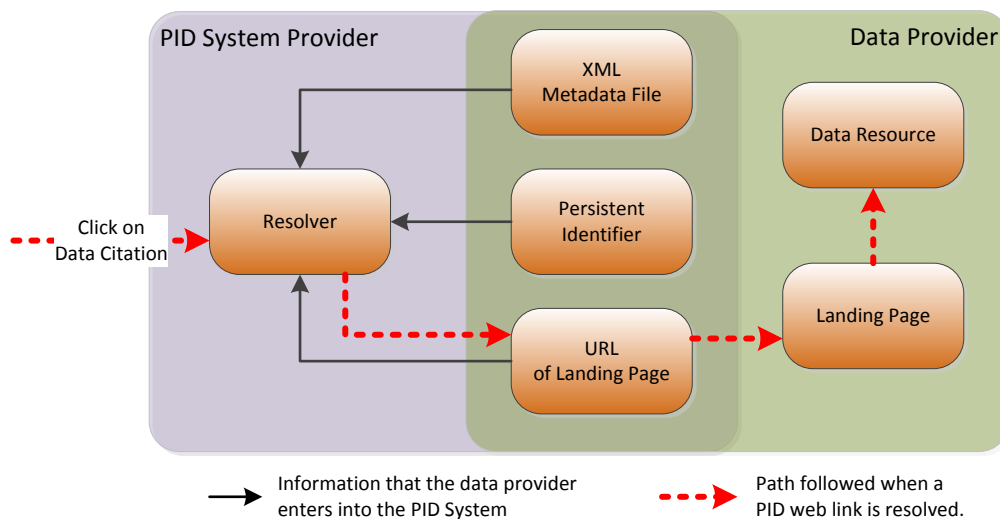 PID System Provider
Data Provider
XML
Metadata File
Data Resource
Click on
Data Citation
Resolver
Persistent
Identifier
URL
of Landing Page
Landing Page
Information that the data provider
enters into the PID System
Path followed when a
PID web link is resolved.